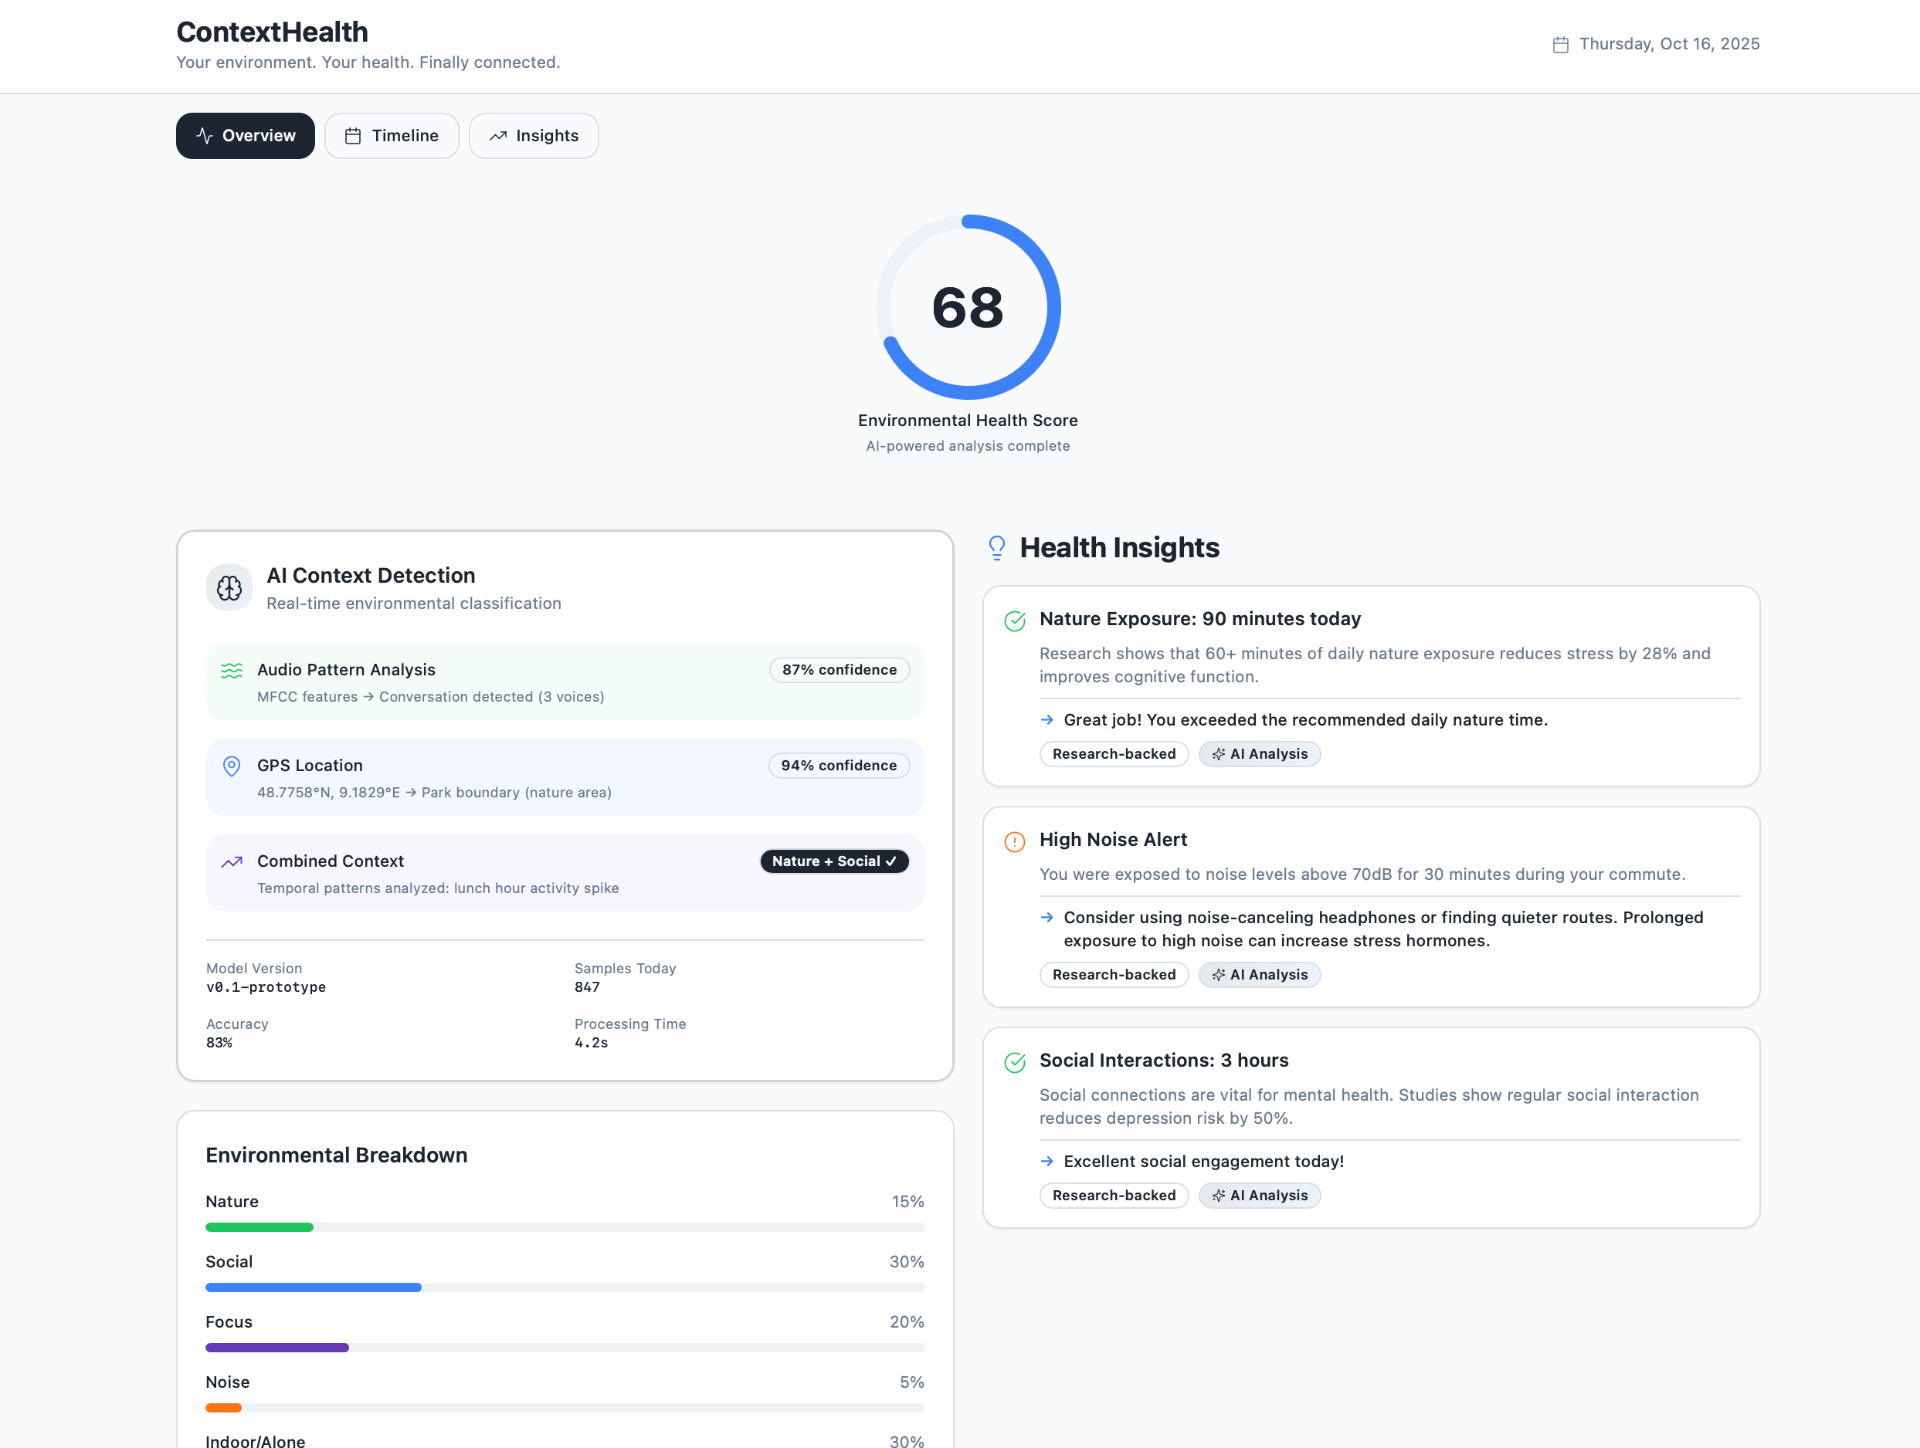 ContextHealth
Your environment. Your health. Finally connected.
Thursday, Oct 16, 2025
Overview
Timeline
Insights
68
Environmental Health Score
AI-powered analysis complete
AI Context Detection
Real-time environmental classification
Audio Pattern Analysis
87% confidence
MFCC features → Conversation detected (3 voices)
GPS Location
94% confidence
48.7758°N, 9.1829°E → Park boundary (nature area)
Combined Context
Nature + Social ✓
Temporal patterns analyzed: lunch hour activity spike
Model Version
v0.1-prototype
Samples Today
847
Accuracy
83%
Processing Time
4.2s
Environmental Breakdown
Nature
15%
Social
30%
Focus
20%
Noise
5%
Indoor/Alone
30%
Health Insights
Nature Exposure: 90 minutes today
Research shows that 60+ minutes of daily nature exposure reduces stress by 28% and
improves cognitive function.
→ Great job! You exceeded the recommended daily nature time.
Research-backed
AI Analysis
High Noise Alert
You were exposed to noise levels above 70dB for 30 minutes during your commute.
→ Consider using noise-canceling headphones or finding quieter routes. Prolonged
exposure to high noise can increase stress hormones.
Research-backed
AI Analysis
Social Interactions: 3 hours
Social connections are vital for mental health. Studies show regular social interaction
reduces depression risk by 50%.
→ Excellent social engagement today!
Research-backed
AI Analysis